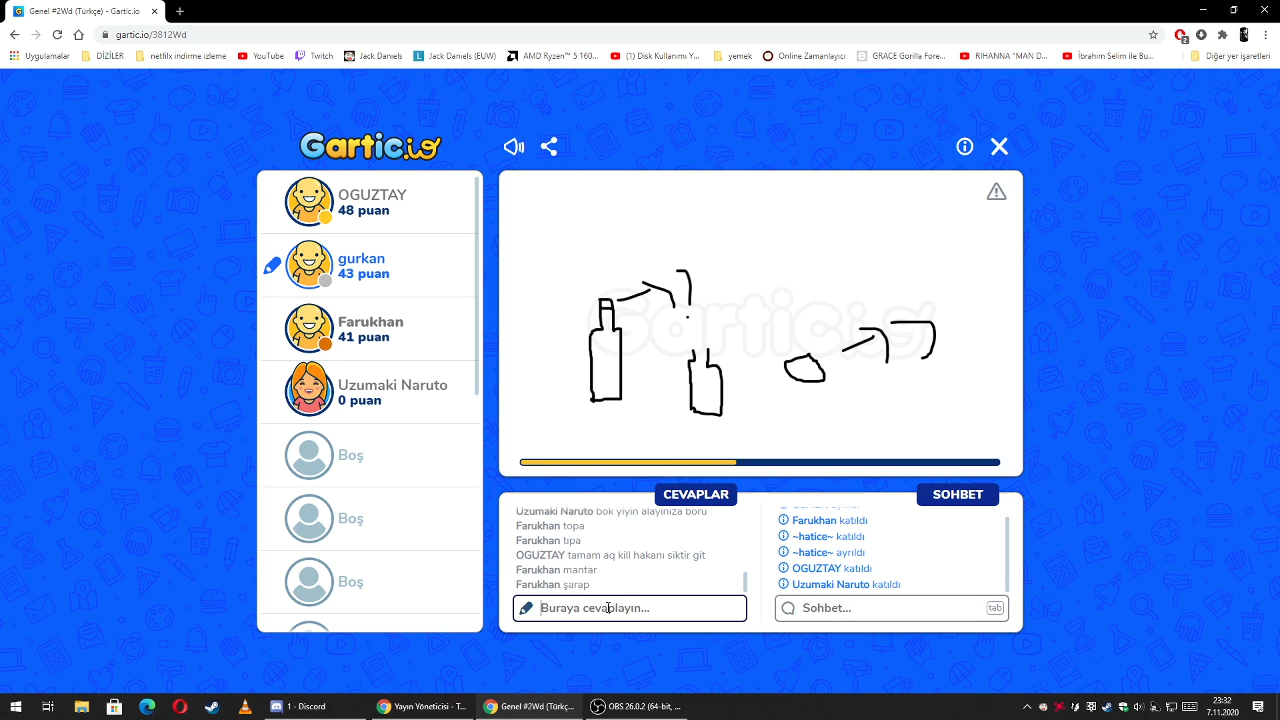 Genel #2Wd (Türkçe) - Gartic.io
gartic.io/3812Wd
Uygulamalar
DİZİLER
netflix indirme izleme
YouTube
Twitch
Jack Daniels
Jack Daniels (EUW)
AMD Ryzen™ 5 160...
(1) Disk Kullanımı Y...
yemek
Online Zamanlayıcı
GRACE Gorilla Fore...
RIHANNA "MAN D...
İbrahim Selim ile Bu...
Diğer yer işaretleri
Gartic.io
OGUZTAY
48 puan
gurkan
43 puan
Farukhan
41 puan
Uzumaki Naruto
0 puan
Boş
Boş
Boş
Gartic.io
CEVAPLAR
Uzumaki Naruto bok yiyin alayınıza boru
Farukhan topa
Farukhan tıpa
OGUZTAY tamam aq kill hakanı siktir git
Farukhan mantar
Farukhan şarap
Buraya cevaplayın...
SOHBET
Farukhan katıldı
~hatice~ katıldı
~hatice~ ayrıldı
OGUZTAY katıldı
Uzumaki Naruto katıldı
Sohbet...
tab
1 - Discord
Yayın Yöneticisi - T...
Genel #2Wd (Türkç...
OBS 26.0.2 (64-bit, ...
23:32
7.11.2020